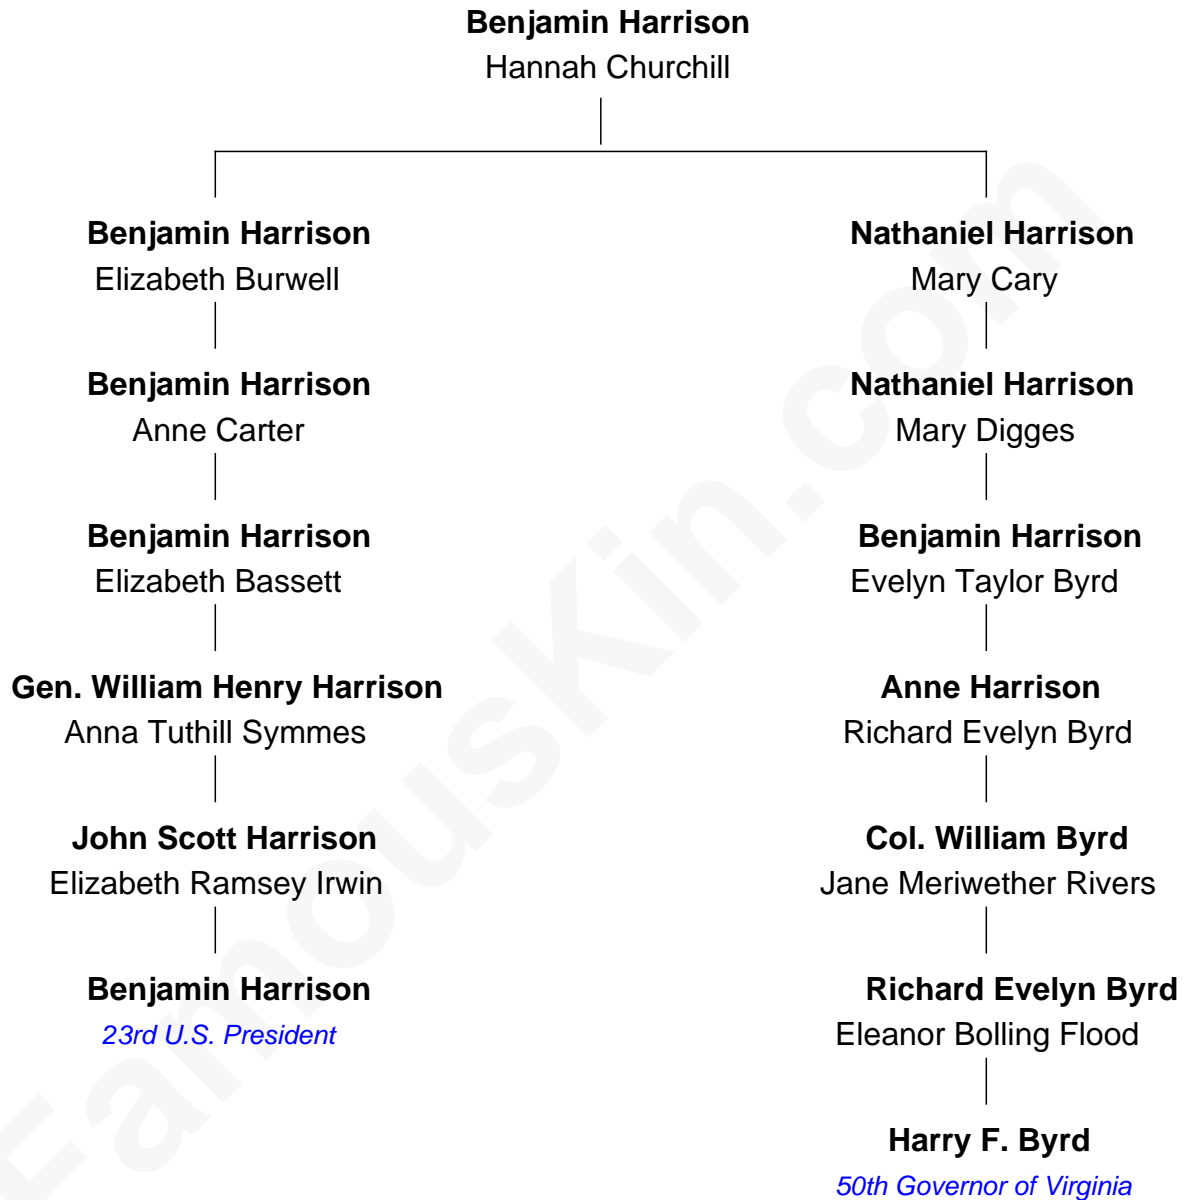 Benjamin Harrison
Hannah Churchill
Benjamin Harrison
Elizabeth Burwell
Nathaniel Harrison
Mary Cary
Benjamin Harrison
Anne Carter
Nathaniel Harrison
Mary Digges
Benjamin Harrison
Elizabeth Bassett
Benjamin Harrison
Evelyn Taylor Byrd
Gen. William Henry Harrison
Anna Tuthill Symmes
Anne Harrison
Richard Evelyn Byrd
John Scott Harrison
Elizabeth Ramsey Irwin
Col. William Byrd
Jane Meriwether Rivers
Benjamin Harrison
23rd U.S. President
Richard Evelyn Byrd
Eleanor Bolling Flood
Harry F. Byrd
50th Governor of Virginia
FamousKin.com